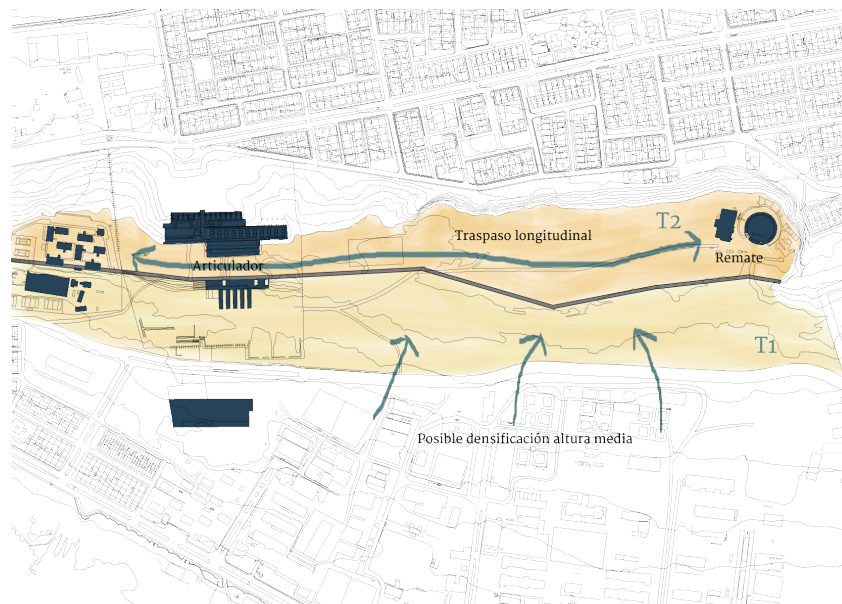 T2
Traspaso longitudinal
Remate
Articulador
T1
Posible densificación altura media